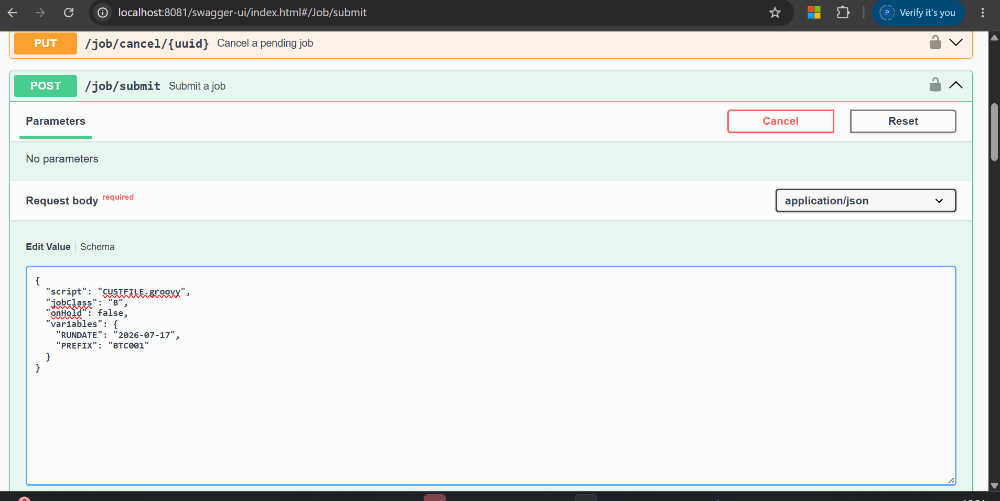 localhost:8081/swagger-ui/index.html#/Job/submit
P
Verify it's you
PUT /job/cancel/{uuid} Cancel a pending job
POST /job/submit Submit a job
Parameters
Cancel
Reset
No parameters
Request body required
application/json
Edit Value
Schema
{
  "script": "CUSTFILE.groovy",
  "jobClass": "B",
  "onHold": false,
  "variables": {
    "RUNDATE": "2026-07-17",
    "PREFIX": "BTC001"
  }
}